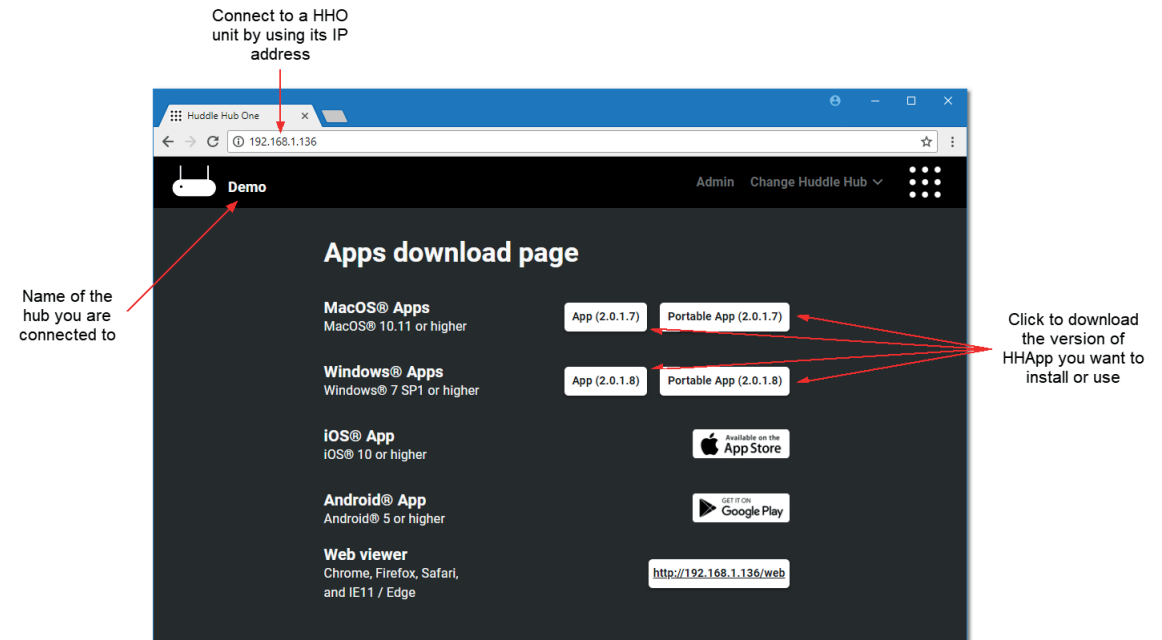 Connect to a HHO
unit by using its IP
address
Huddle Hub One
192.168.1.136
Demo
Admin Change Huddle Hub
Apps download page
Name of the
hub you are
connected to
MacOS® Apps
MacOS® 10.11 or higher
App (2.0.1.7) Portable App (2.0.1.7)
Click to download
the version of
HHApp you want to
install or use
Windows® Apps
Windows® 7 SP1 or higher
App (2.0.1.8) Portable App (2.0.1.8)
iOS® App
iOS® 10 or higher
Available on the
App Store
Android® App
Android® 5 or higher
GET IT ON
Google Play
Web viewer
Chrome, Firefox, Safari,
and IE11 / Edge
http://192.168.1.136/web